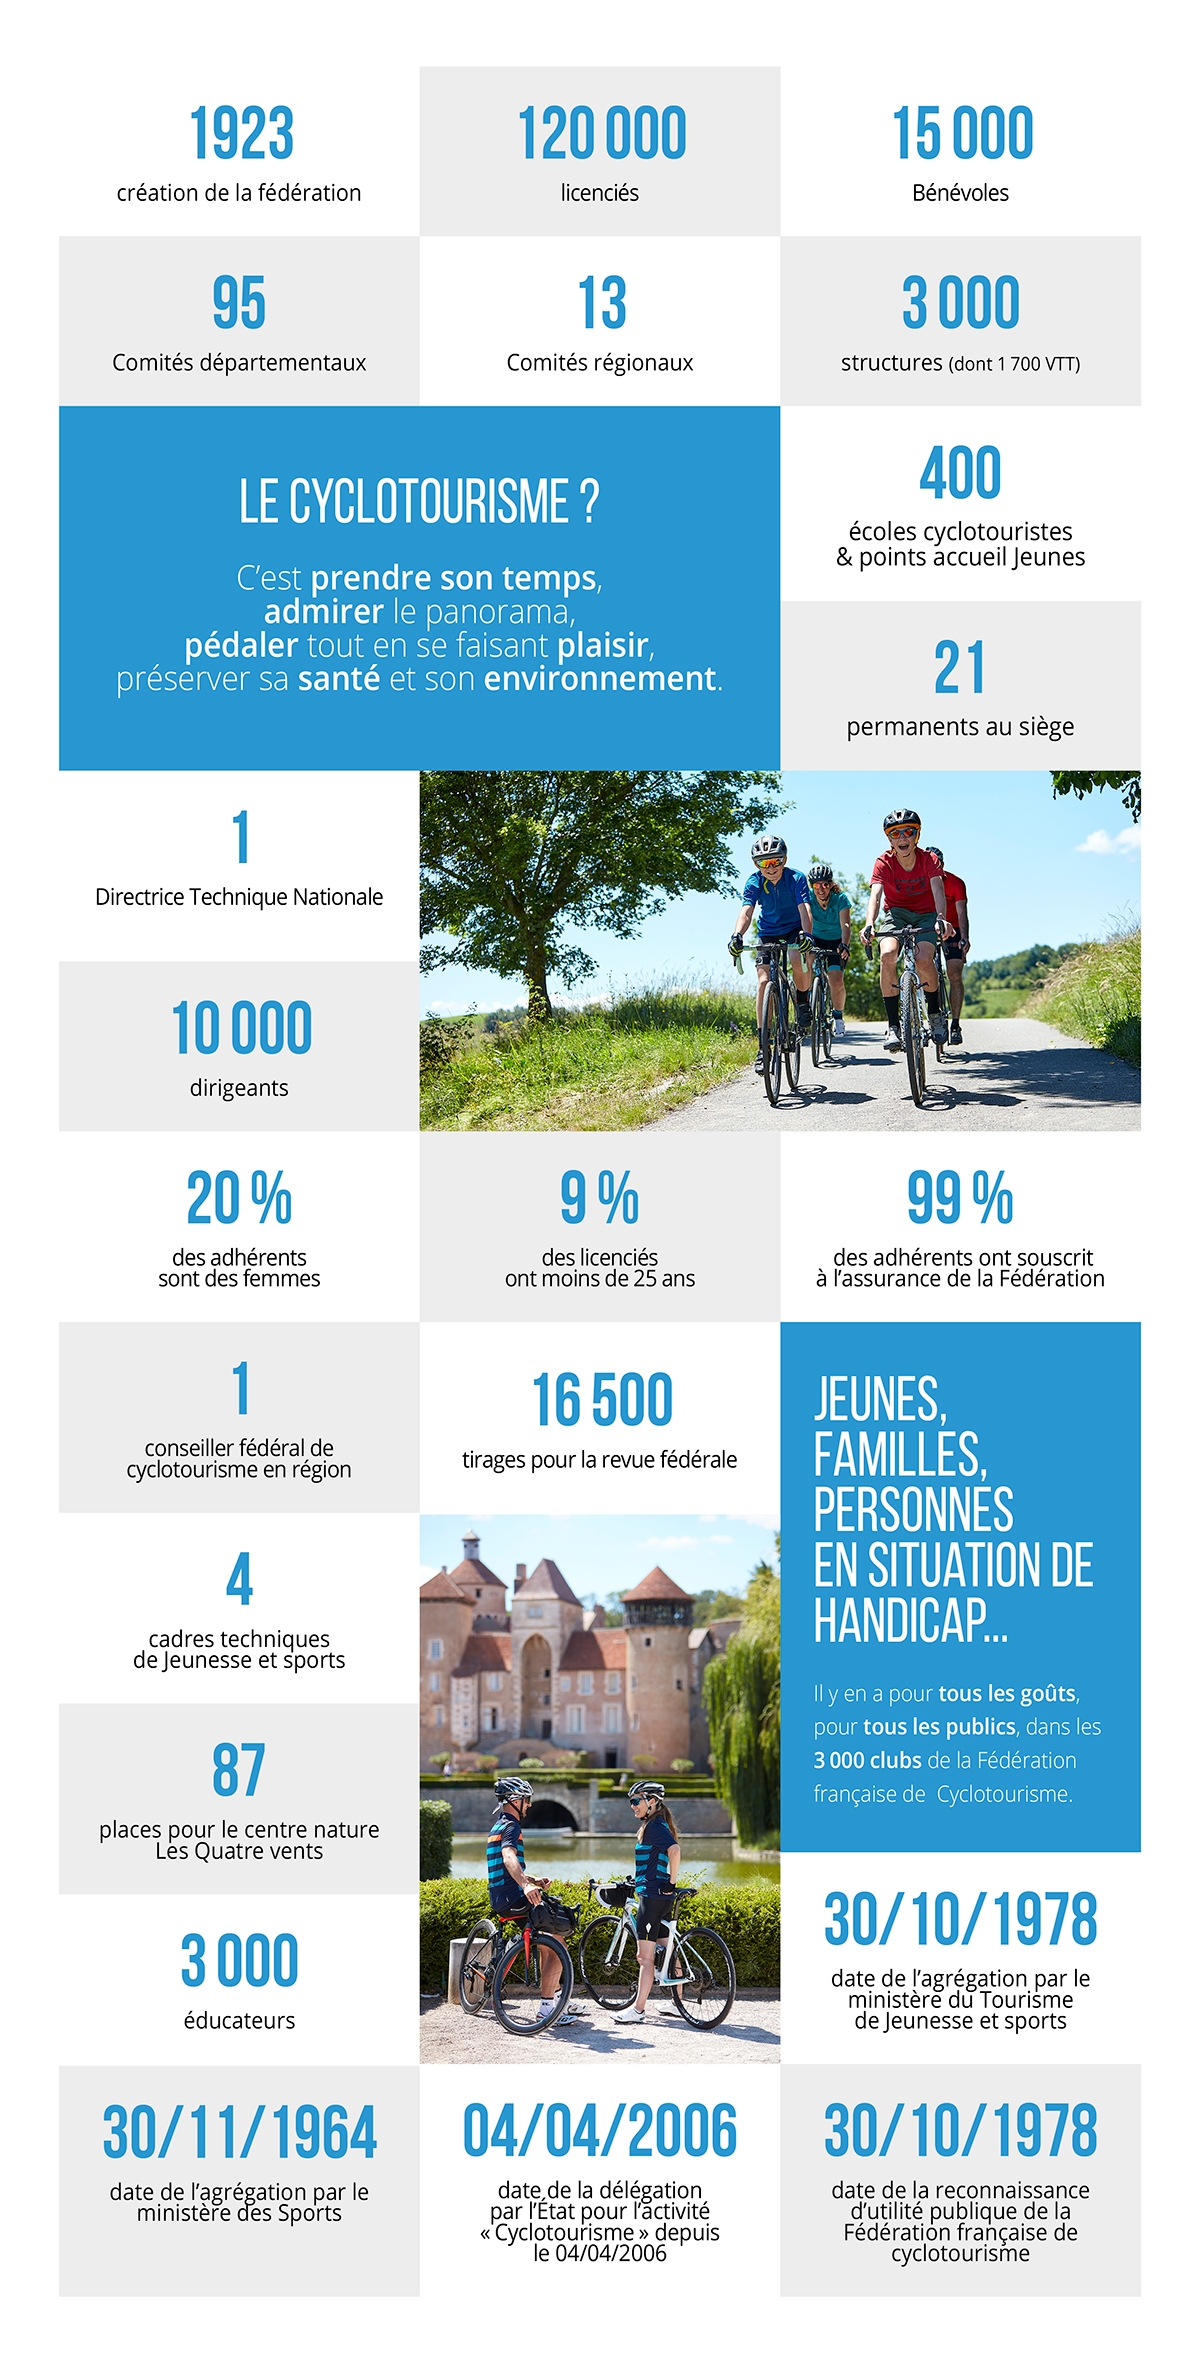 1923
création de la fédération
120 000
licenciés
15 000
Bénévoles
95
Comités départementaux
13
Comités régionaux
3 000
structures (dont 1 700 VTT)
LE CYCLOTOURISME ?
C’est prendre son temps,
admirer le panorama,
pédaler tout en se faisant plaisir,
préserver sa santé et son environnement.
400
écoles cyclotouristes
& points accueil Jeunes
21
permanents au siège
1
Directrice Technique Nationale
10 000
dirigeants
20 %
des adhérents
sont des femmes
9 %
des licenciés
ont moins de 25 ans
99 %
des adhérents ont souscrit
à l’assurance de la Fédération
1
conseiller fédéral de
cyclotourisme en région
16 500
tirages pour la revue fédérale
JEUNES,
FAMILLES,
PERSONNES
EN SITUATION DE
HANDICAP...
Il y en a pour tous les goûts,
pour tous les publics, dans les
3 000 clubs de la Fédération
française de Cyclotourisme.
4
cadres techniques
de Jeunesse et sports
87
places pour le centre nature
Les Quatre vents
3 000
éducateurs
30/10/1978
date de l’agrégation par le
ministère du Tourisme
de Jeunesse et sports
30/11/1964
date de l’agrégation par le
ministère des Sports
04/04/2006
date de la délégation
par l’État pour l’activité
« Cyclotourisme » depuis
le 04/04/2006
30/10/1978
date de la reconnaissance
d’utilité publique de la
Fédération française de
cyclotourisme